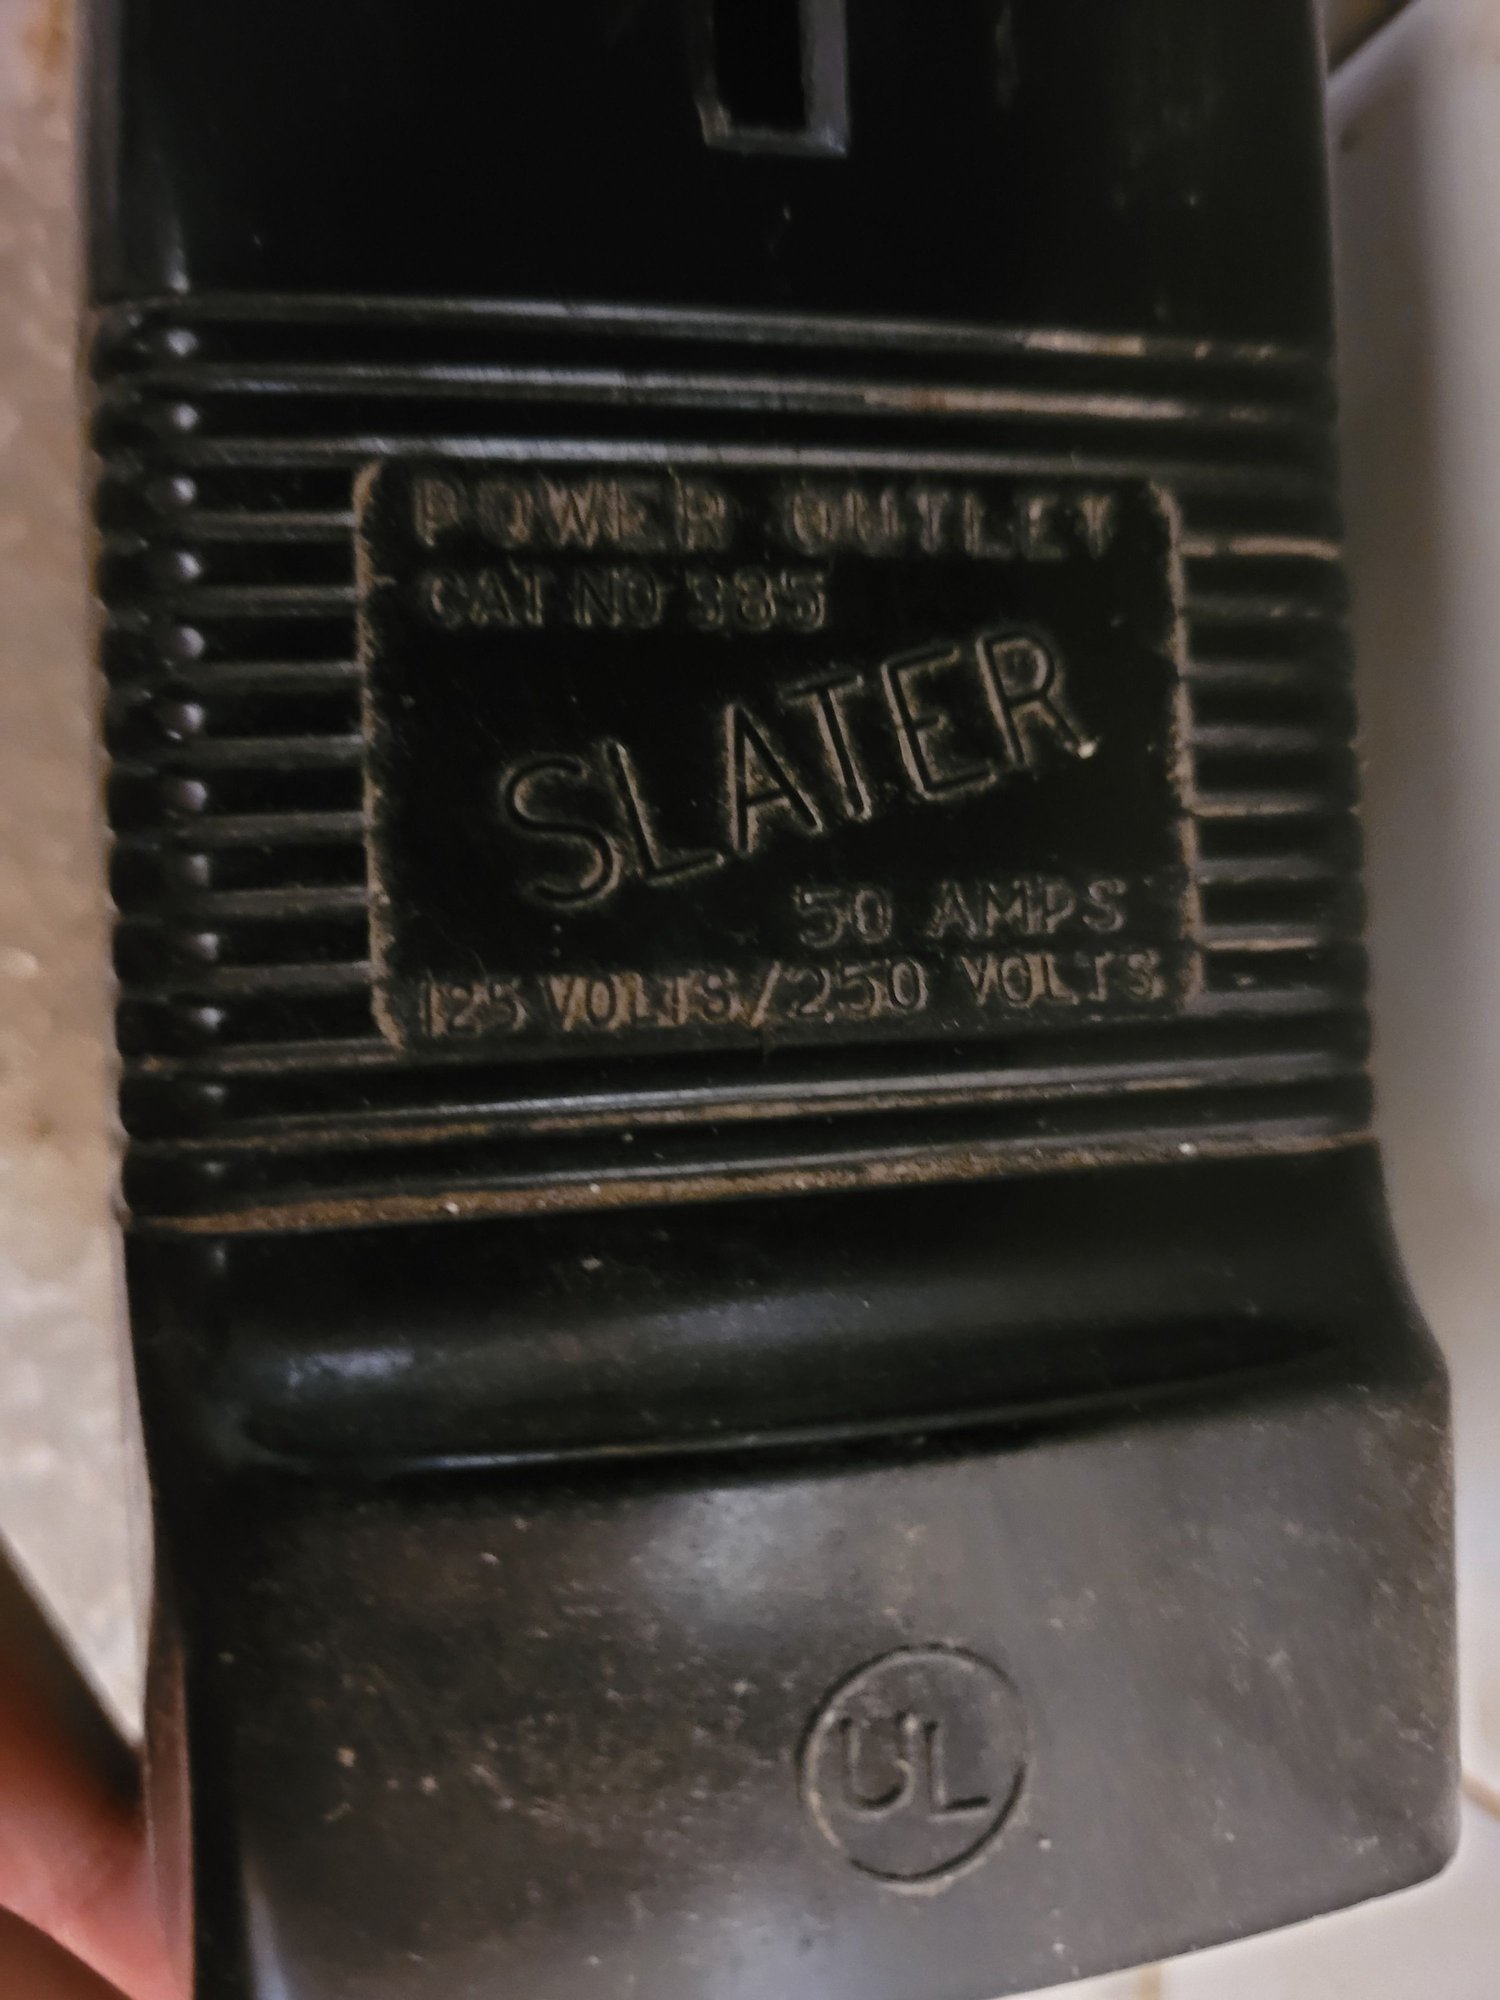 POWER OUTLET
CAT NO 385
SLATER
50 AMPS
125 VOLTS/250 VOLTS
UL